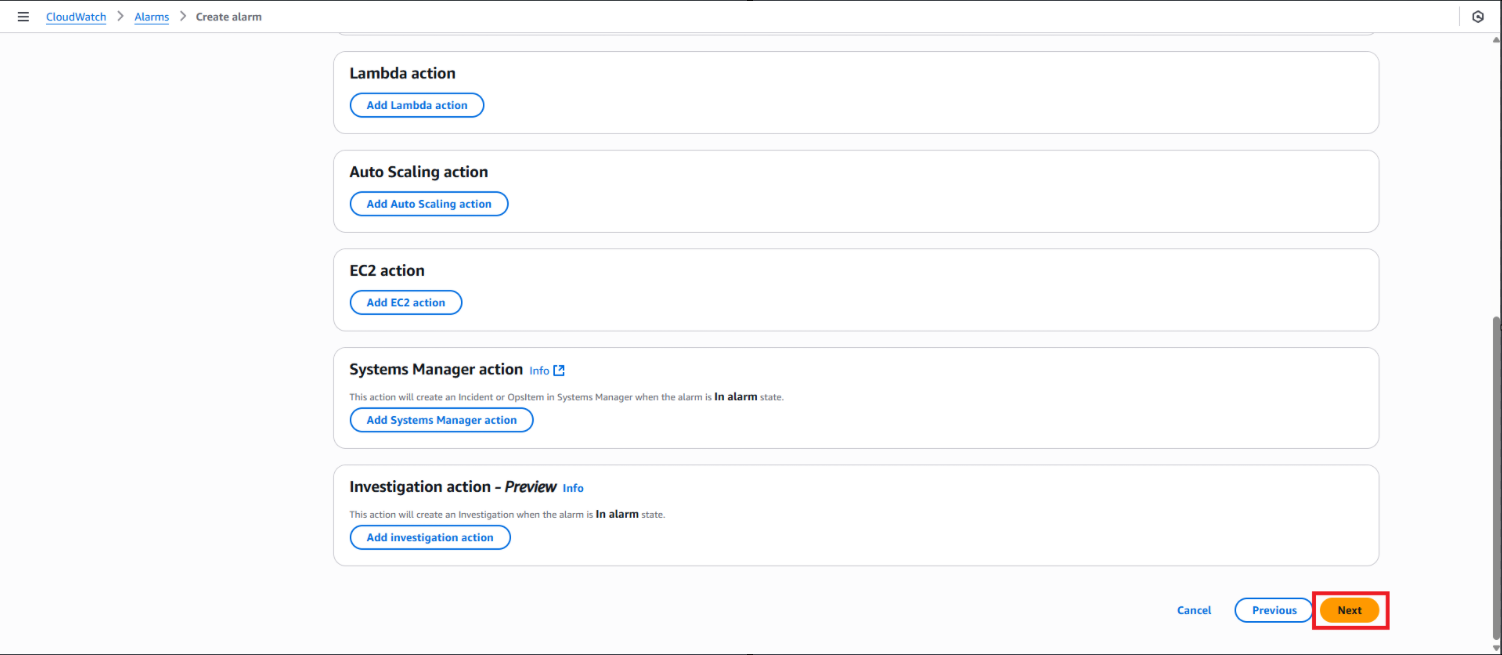 CloudWatch > Alarms > Create alarm
Lambda action
Add Lambda action
Auto Scaling action
Add Auto Scaling action
EC2 action
Add EC2 action
Systems Manager action Info
This action will create an Incident or OpsItem in Systems Manager when the alarm is In alarm state.
Add Systems Manager action
Investigation action - Preview Info
This action will create an Investigation when the alarm is In alarm state.
Add investigation action
Cancel Previous Next